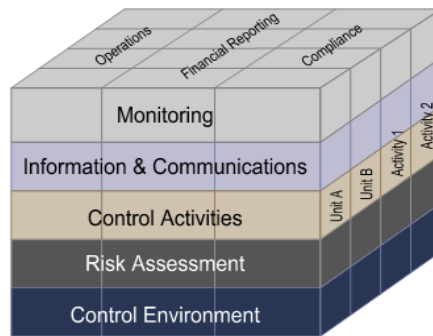 Operations
Financial Reporting
Compliance
Monitoring
Information & Communications
Control Activities
Risk Assessment
Control Environment
Unit A
Unit B
Activity 1
Activity 2